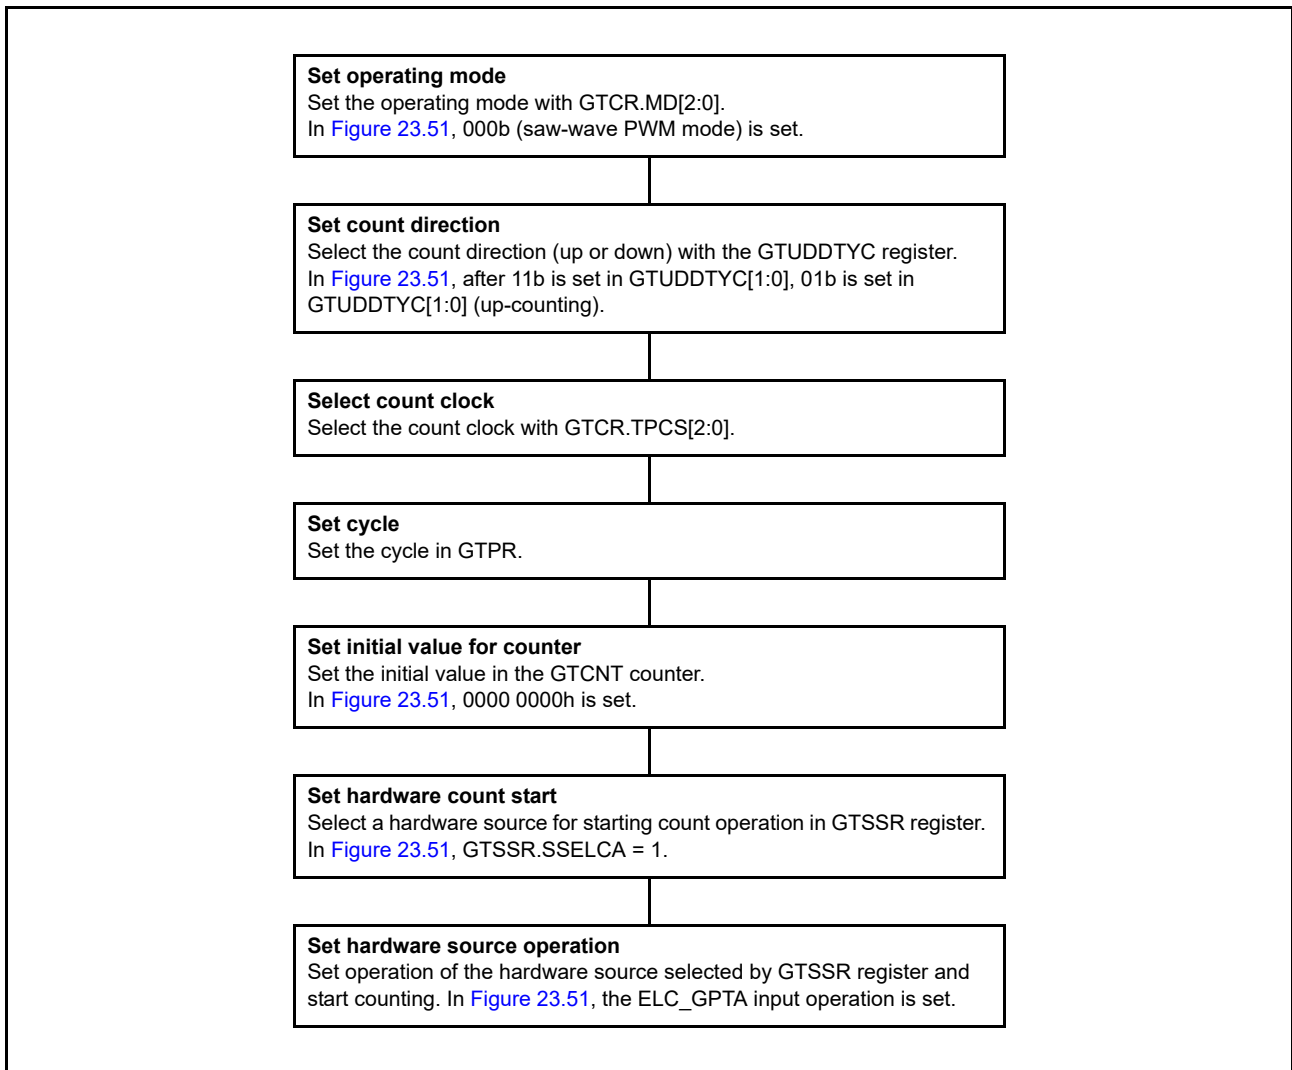 Set operating mode
Set the operating mode with GTCR.MD[2:0].
In Figure 23.51, 000b (saw-wave PWM mode) is set.
Set count direction
Select the count direction (up or down) with the GTUDDTYC register.
In Figure 23.51, after 11b is set in GTUDDTYC[1:0], 01b is set in
GTUDDTYC[1:0] (up-counting).
Select count clock
Select the count clock with GTCR.TPCS[2:0].
Set cycle
Set the cycle in GTPR.
Set initial value for counter
Set the initial value in the GTCNT counter.
In Figure 23.51, 0000 0000h is set.
Set hardware count start
Select a hardware source for starting count operation in GTSSR register.
In Figure 23.51, GTSSR.SSELCA = 1.
Set hardware source operation
Set operation of the hardware source selected by GTSSR register and
start counting. In Figure 23.51, the ELC_GPTA input operation is set.